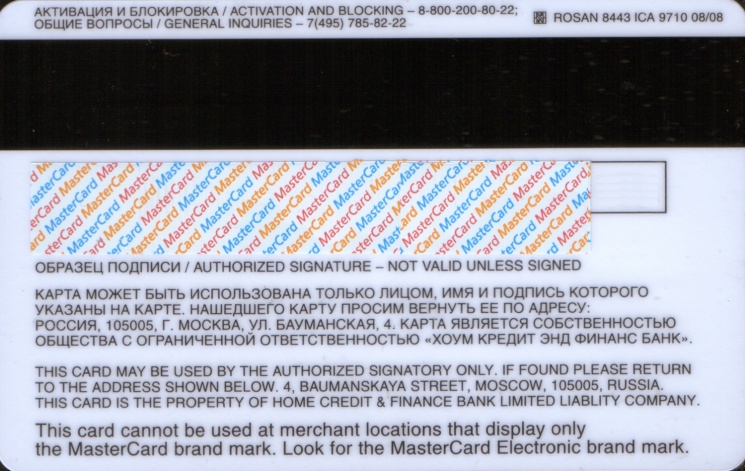 АКТИВАЦИЯ И БЛОКИРОВКА / ACTIVATION AND BLOCKING – 8-800-200-80-22;
ОБЩИЕ ВОПРОСЫ / GENERAL INQUIRIES – 7(495) 785-82-22
ROSAN 8443 ICA 9710 08/08
MasterCard MasterCard MasterCard MasterCard MasterCard MasterCard
ОБРАЗЕЦ ПОДПИСИ / AUTHORIZED SIGNATURE – NOT VALID UNLESS SIGNED
КАРТА МОЖЕТ БЫТЬ ИСПОЛЬЗОВАНА ТОЛЬКО ЛИЦОМ, ИМЯ И ПОДПИСЬ КОТОРОГО
УКАЗАНЫ НА КАРТЕ. НАШЕДШЕГО КАРТУ ПРОСИМ ВЕРНУТЬ ЕЕ ПО АДРЕСУ:
РОССИЯ, 105005, Г. МОСКВА, УЛ. БАУМАНСКАЯ, 4. КАРТА ЯВЛЯЕТСЯ СОБСТВЕННОСТЬЮ
ОБЩЕСТВА С ОГРАНИЧЕННОЙ ОТВЕТСТВЕННОСТЬЮ «ХОУМ КРЕДИТ ЭНД ФИНАНС БАНК».
THIS CARD MAY BE USED BY THE AUTHORIZED SIGNATORY ONLY. IF FOUND PLEASE RETURN
TO THE ADDRESS SHOWN BELOW. 4, BAUMANSKAYA STREET, MOSCOW, 105005, RUSSIA.
THIS CARD IS THE PROPERTY OF HOME CREDIT & FINANCE BANK LIMITED LIABLITY COMPANY.
This card cannot be used at merchant locations that display only
the MasterCard brand mark. Look for the MasterCard Electronic brand mark.